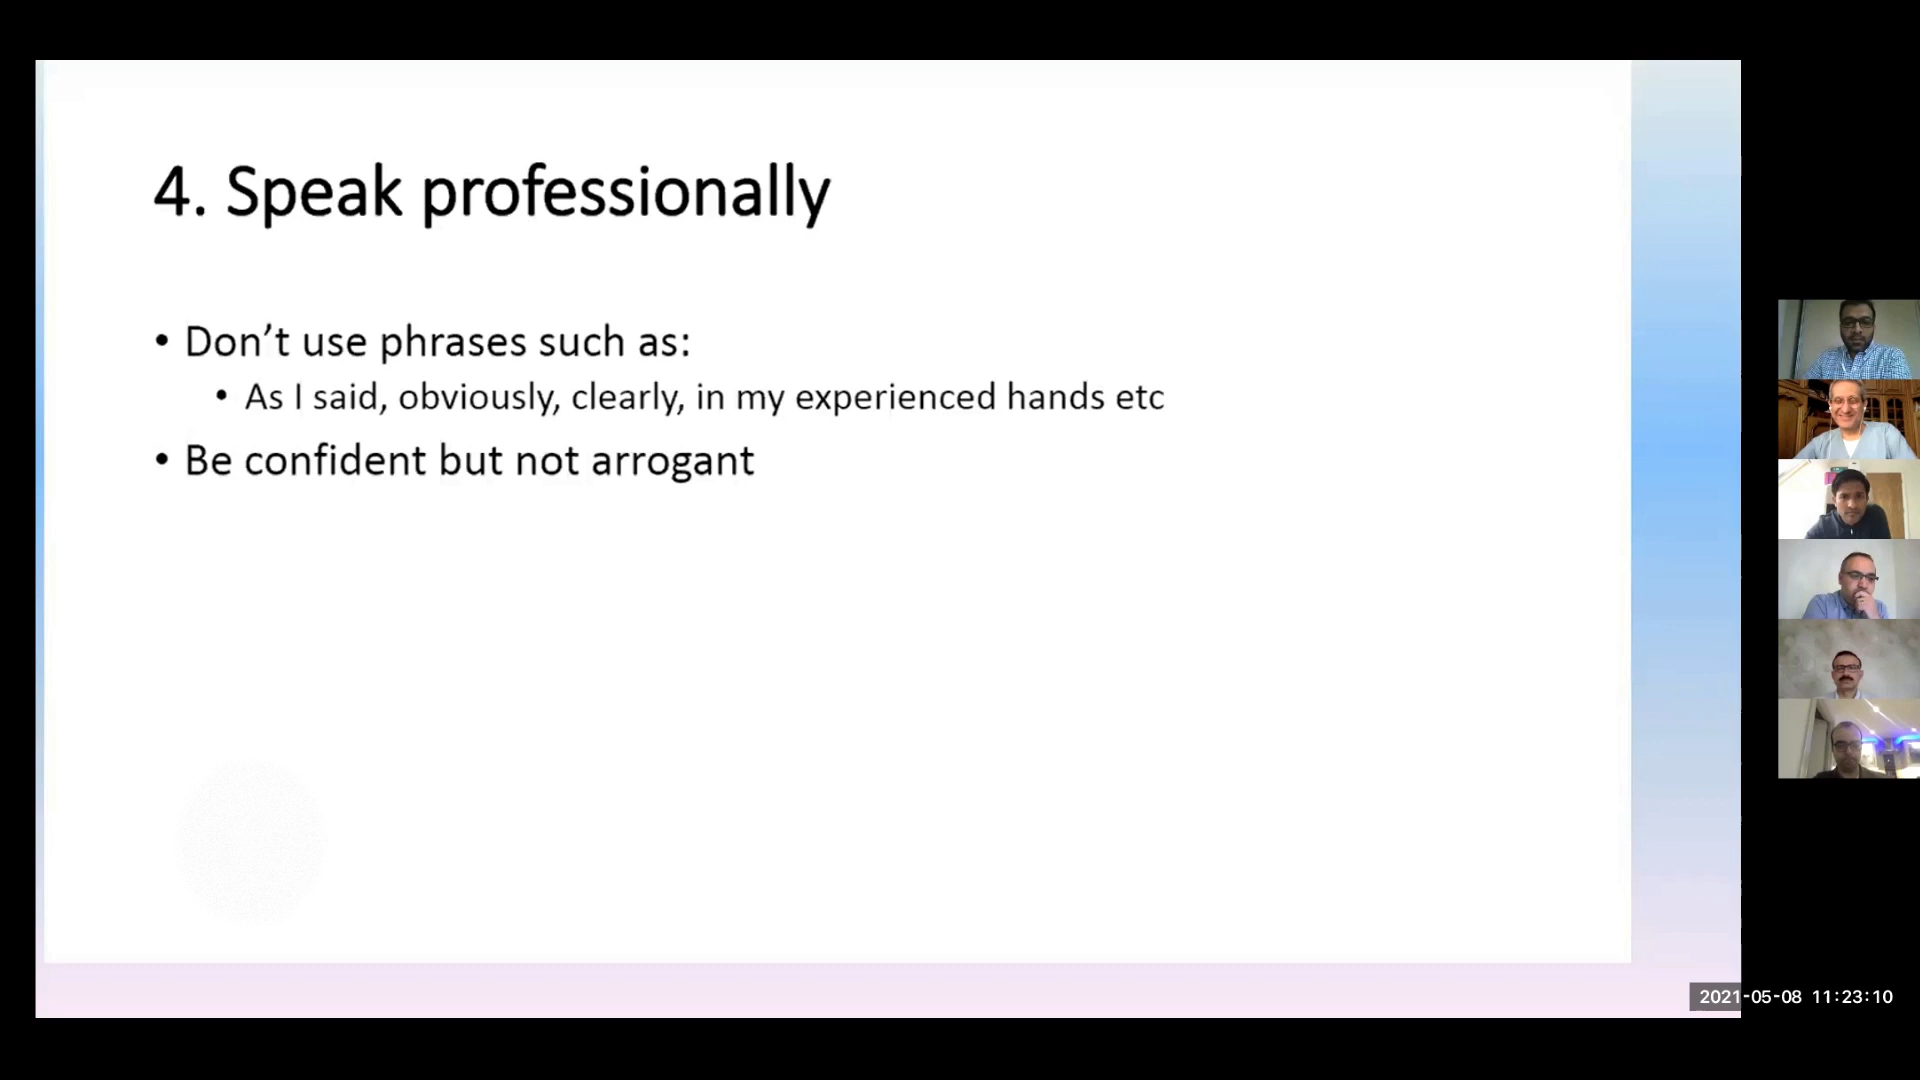 4. Speak professionally
• Don’t use phrases such as:
• As I said, obviously, clearly, in my experienced hands etc
• Be confident but not arrogant
2021-05-08 11:23:10